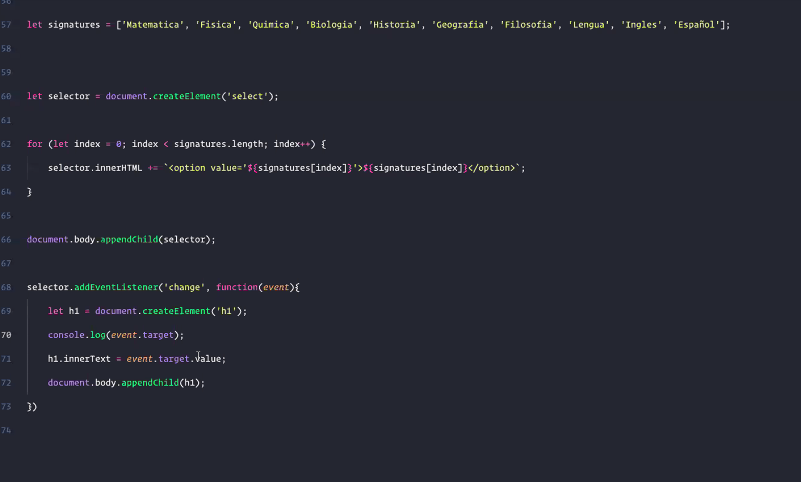 56
57 let signatures = ['Matematica', 'Fisica', 'Quimica', 'Biologia', 'Historia', 'Geografia', 'Filosofia', 'Lengua', 'Ingles', 'Español'];
58
59
60 let selector = document.createElement('select');
61
62 for (let index = 0; index < signatures.length; index++) {
63 selector.innerHTML += `<option value='${signatures[index]}'>${signatures[index]}</option>`;
64 }
65
66 document.body.appendChild(selector);
67
68 selector.addEventListener('change', function(event){
69 let h1 = document.createElement('h1');
70 console.log(event.target);
71 h1.innerText = event.target.value;
72 document.body.appendChild(h1);
73 })
74